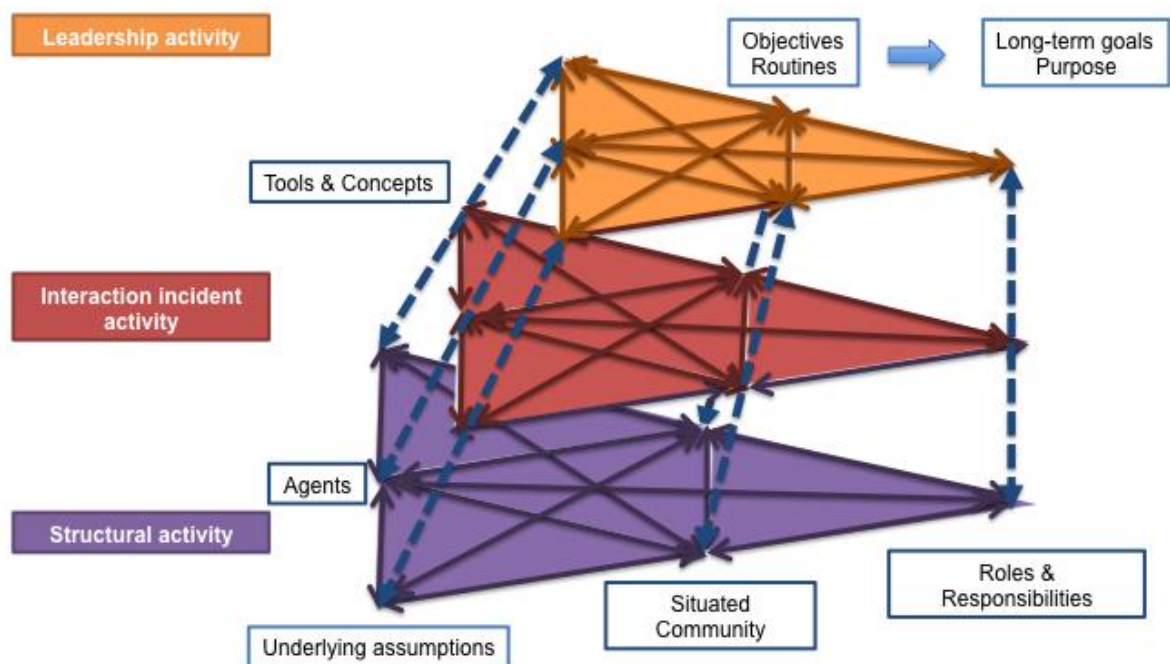 Leadership activity
Objectives
Routines
Long-term goals
Purpose
Tools & Concepts
Interaction incident
activity
Agents
Structural activity
Situated
Community
Roles &
Responsibilities
Underlying assumptions